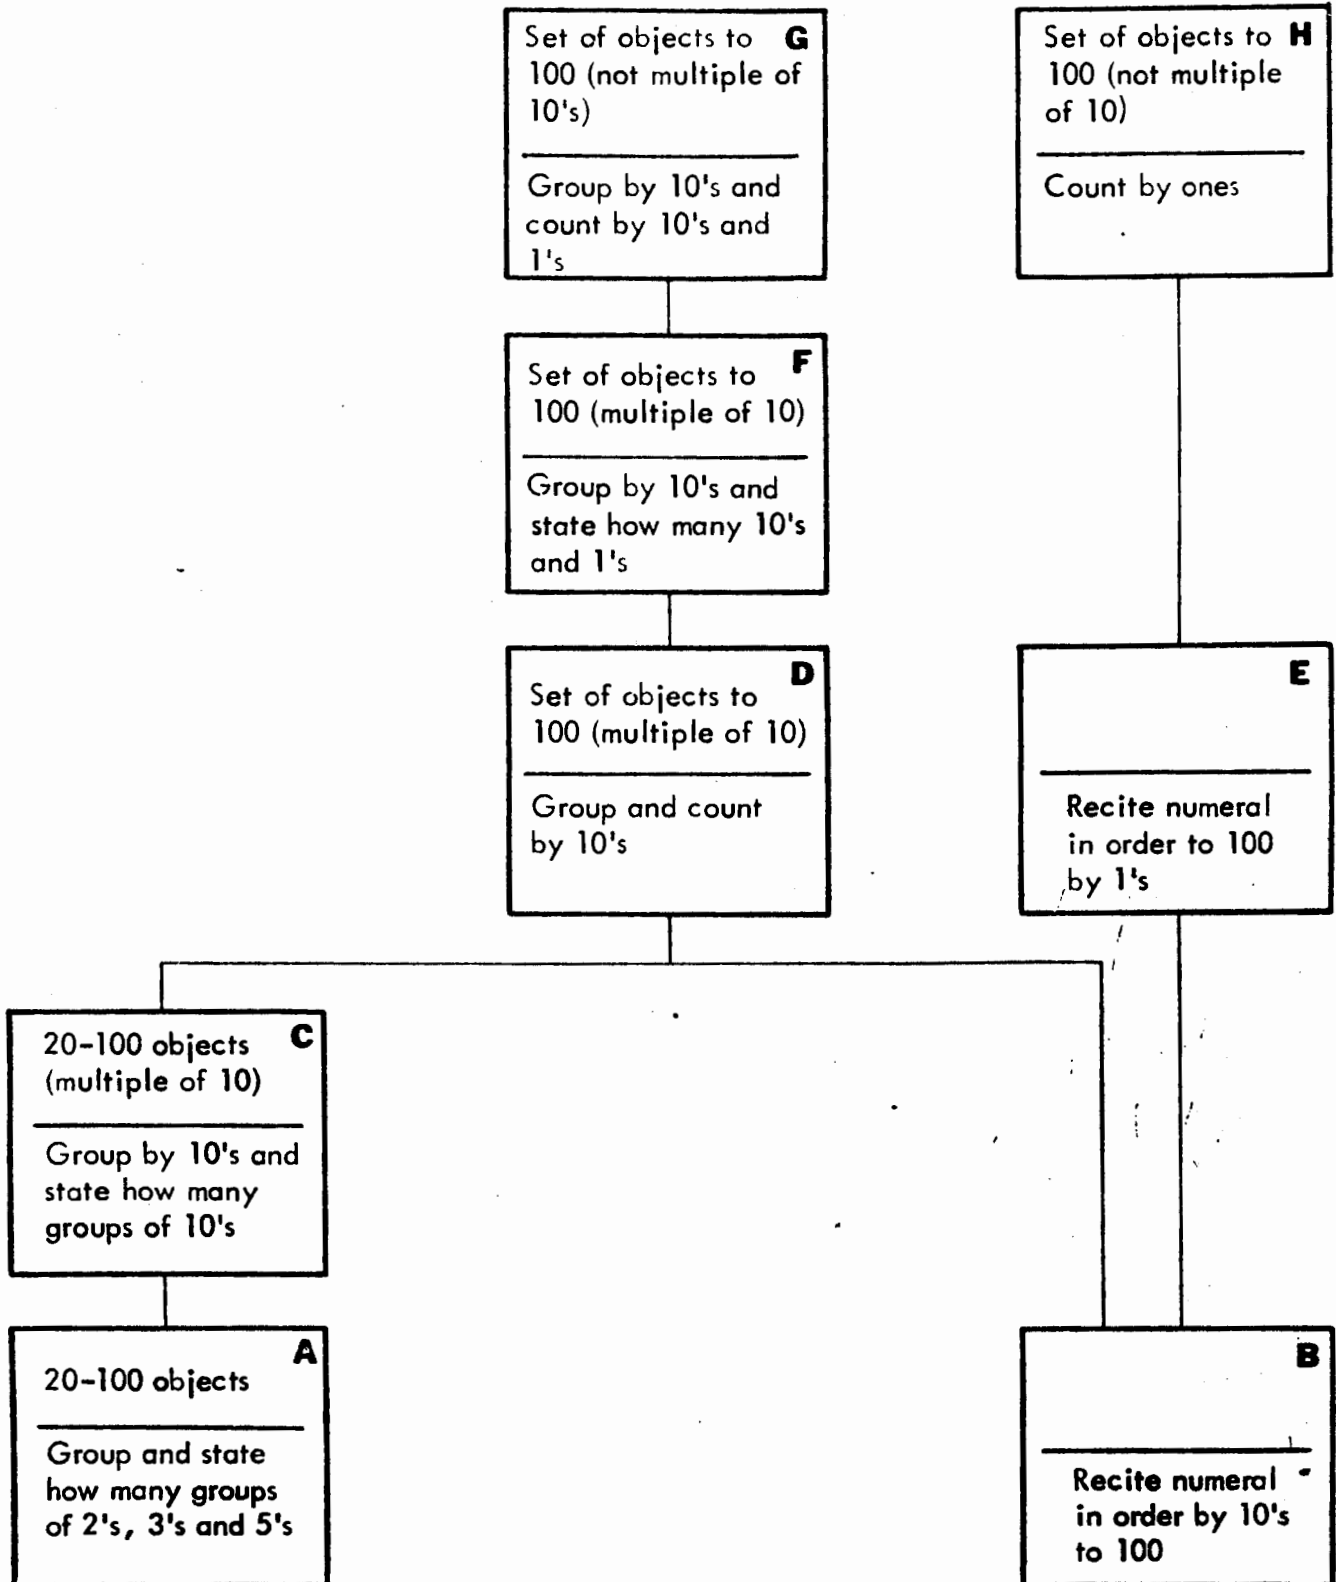 Set of objects to G
100 (not multiple of
10's)
Group by 10's and
count by 10's and
1's
Set of objects to H
100 (not multiple
of 10)
Count by ones
F
Set of objects to
100 (multiple of 10)
Group by 10's and
state how many 10's
and 1's
D
Set of objects to
100 (multiple of 10)
Group and count
by 10's
E
Recite numeral
in order to 100
by 1's
20-100 objects C
(multiple of 10)
Group by 10's and
state how many
groups of 10's
A
20-100 objects
Group and state
how many groups
of 2's, 3's and 5's
B
Recite numeral
in order by 10's
to 100